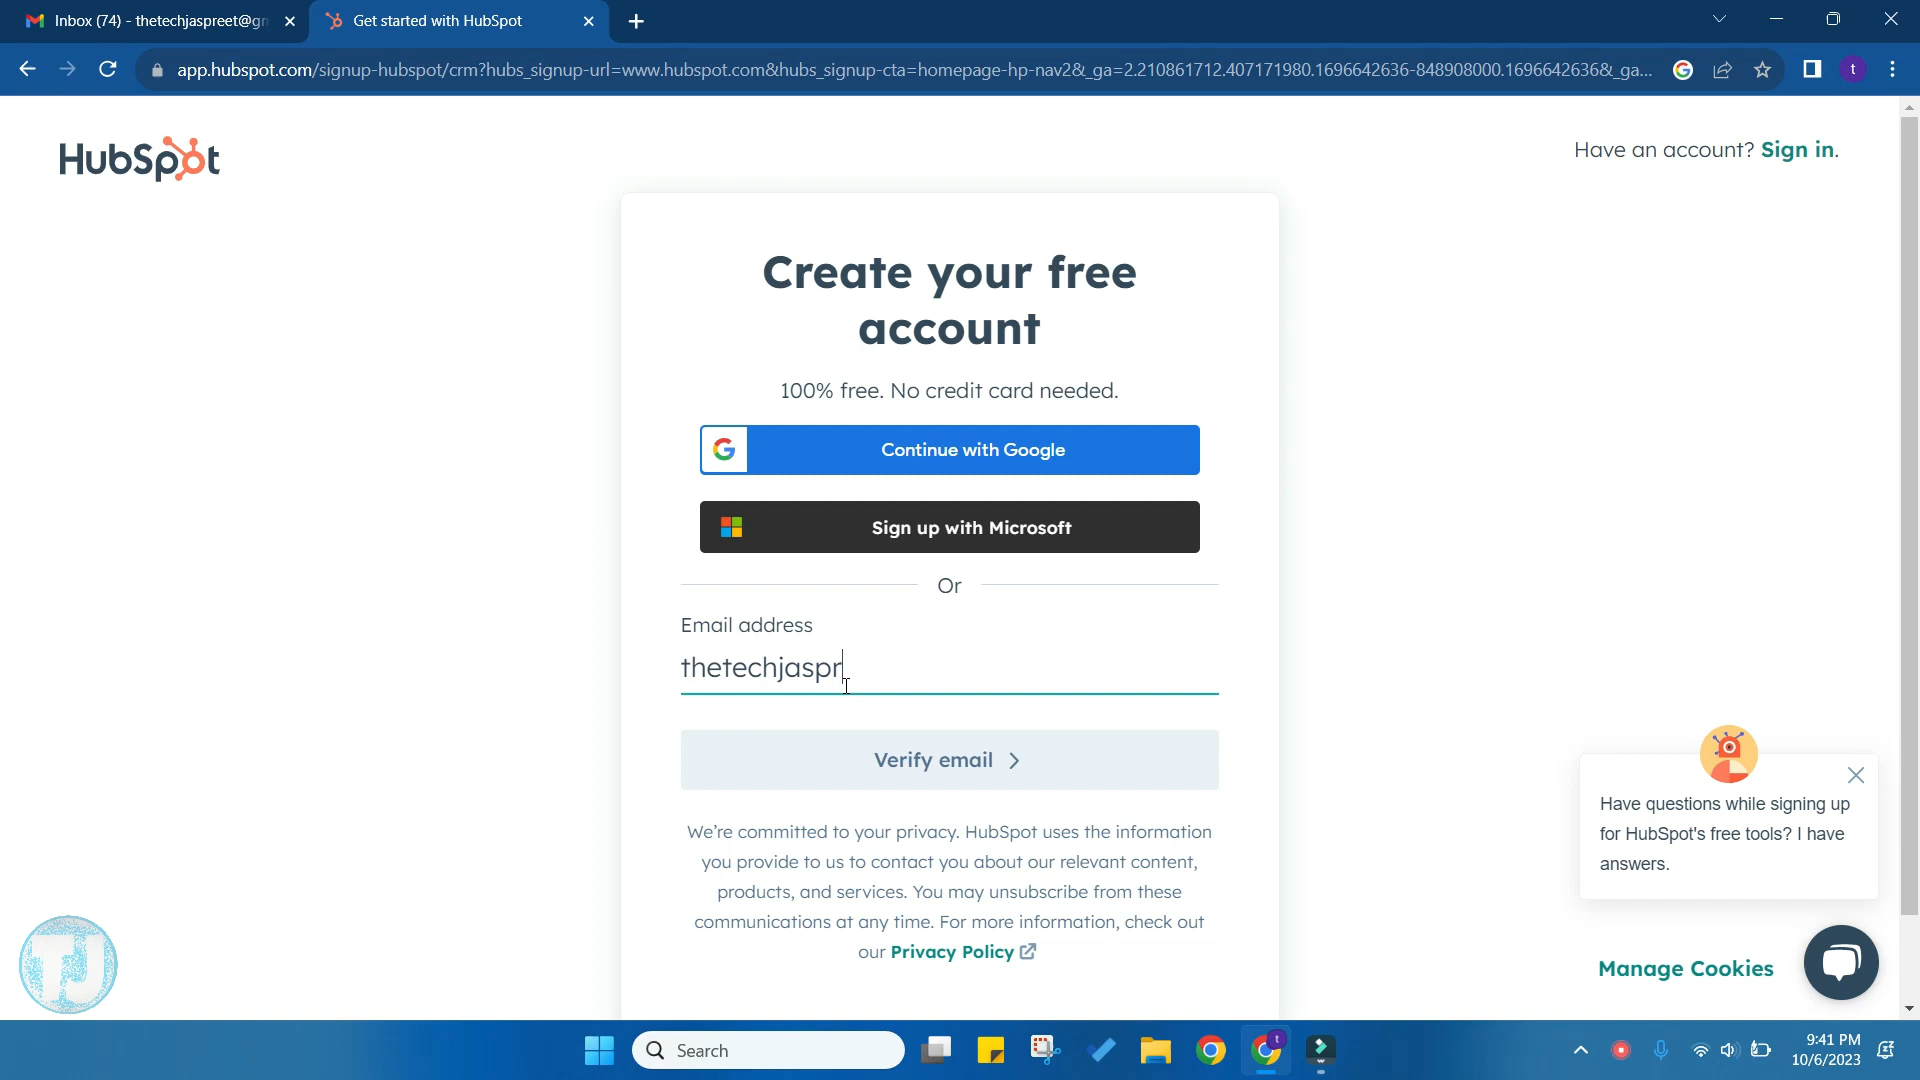 Inbox (74) - thetechjaspreet@gn
Get started with HubSpot
app.hubspot.com/signup-hubspot/crm?hubs_signup-url=www.hubspot.com&hubs_signup-cta=homepage-hp-nav2&_ga=2.210861712.407171980.1696642636-848908000.1696642636&_ga...
t
HubSpot
Have an account? Sign in.
Create your free
account
100% free. No credit card needed.
Continue with Google
Sign up with Microsoft
Or
Email address
thetechjaspr
Verify email
We're committed to your privacy. HubSpot uses the information
you provide to us to contact you about our relevant content,
products, and services. You may unsubscribe from these
communications at any time. For more information, check out
our Privacy Policy
Have questions while signing up
for HubSpot's free tools? I have
answers.
Manage Cookies
TJ
Search
t
9:41 PM
10/6/2023